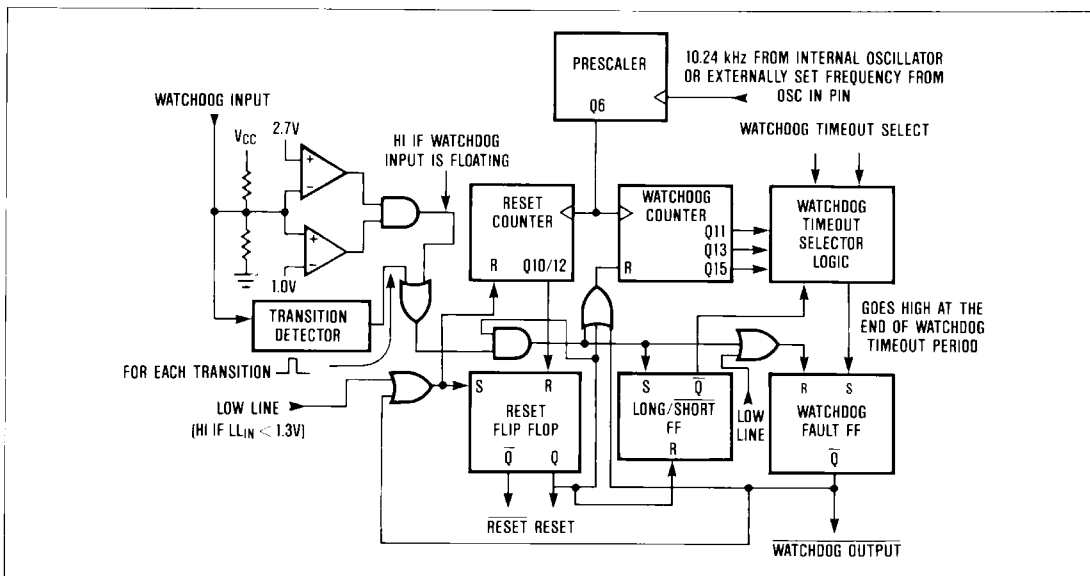 PRESCALER
Q6
10.24 kHz FROM INTERNAL OSCILLATOR
OR EXTERNALLY SET FREQUENCY FROM
OSC IN PIN
WATCHDOG INPUT
VCC
2.7V
1.0V
HI IF WATCHDOG
INPUT IS FLOATING
WATCHDOG TIMEOUT SELECT
RESET
COUNTER
R Q10/12
WATCHDOG
COUNTER
Q11
Q13
Q15
R
WATCHDOG
TIMEOUT
SELECTOR
LOGIC
TRANSITION
DETECTOR
GOES HIGH AT THE
END OF WATCHDOG
TIMEOUT PERIOD
FOR EACH TRANSITION
LOW LINE
(HI IF LLIN < 1.3V)
S R
RESET
FLIP FLOP
Q̅ Q
S Q̅
LONG/S̅H̅O̅R̅T̅
FF
R
LOW
LINE
R S
WATCHDOG
FAULT FF
Q̅
R̅E̅S̅E̅T̅ RESET
W̅A̅T̅C̅H̅D̅O̅G̅ O̅U̅T̅P̅U̅T̅